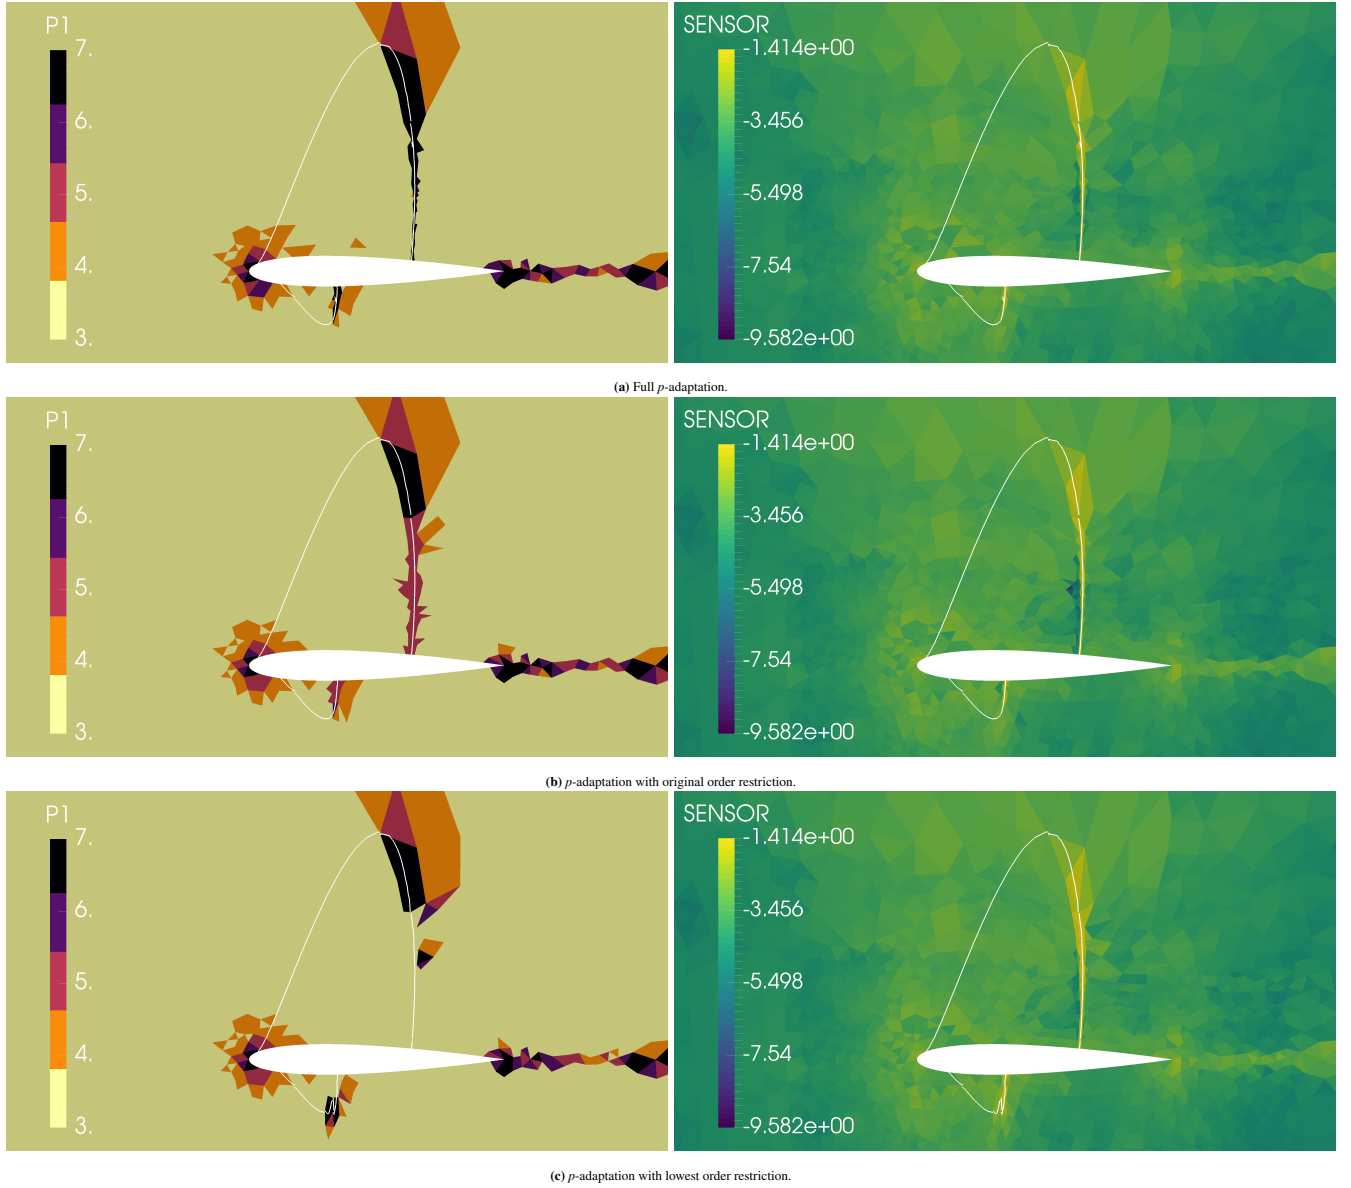 P1
7.
6.
5.
4.
3.
SENSOR
-1.414e+00
-3.456
-5.498
-7.54
-9.582e+00
(a) Full p-adaptation.
P1
7.
6.
5.
4.
3.
SENSOR
-1.414e+00
-3.456
-5.498
-7.54
-9.582e+00
(b) p-adaptation with original order restriction.
P1
7.
6.
5.
4.
3.
SENSOR
-1.414e+00
-3.456
-5.498
-7.54
-9.582e+00
(c) p-adaptation with lowest order restriction.